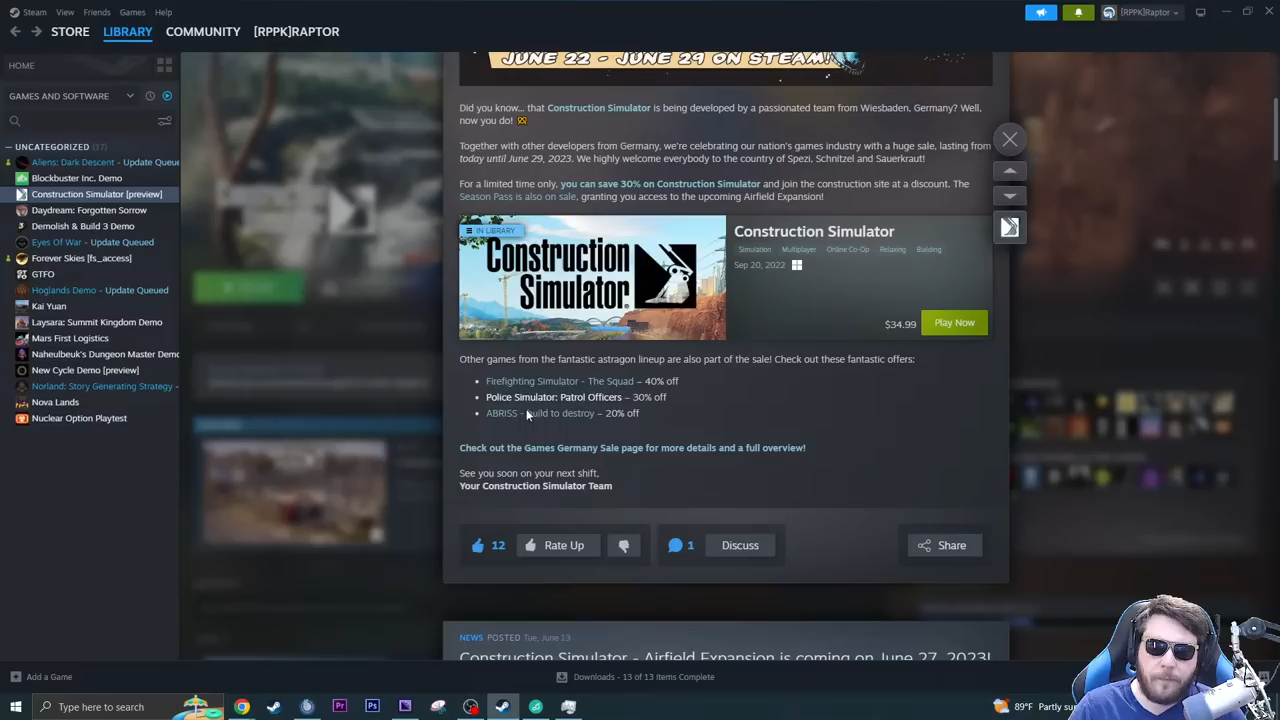 Steam View Friends Games Help
[RPPK]Raptor
STORE LIBRARY COMMUNITY [RPPK]RAPTOR
HOME
GAMES AND SOFTWARE
UNCATEGORIZED (17)
Aliens: Dark Descent - Update Queue
Blockbuster Inc. Demo
Construction Simulator [preview]
Daydream: Forgotten Sorrow
Demolish & Build 3 Demo
Eyes Of War - Update Queued
Forever Skies [fs_access]
GTFO
Hoglands Demo - Update Queued
Kai Yuan
Laysara: Summit Kingdom Demo
Mars First Logistics
Naheulbeuk's Dungeon Master Demo
New Cycle Demo [preview]
Norland: Story Generating Strategy -
Nova Lands
Nuclear Option Playtest
JUNE 22 - JUNE 29 ON STEAM!
Did you know... that Construction Simulator is being developed by a passionated team from Wiesbaden, Germany? Well,
now you do!
Together with other developers from Germany, we're celebrating our nation's games industry with a huge sale, lasting from
today until June 29, 2023. We highly welcome everybody to the country of Spezi, Schnitzel and Sauerkraut!
For a limited time only, you can save 30% on Construction Simulator and join the construction site at a discount. The
Season Pass is also on sale, granting you access to the upcoming Airfield Expansion!
IN LIBRARY
Construction
Simulator
Construction Simulator
Simulation Multiplayer Online Co-Op Relaxing Building
Sep 20, 2022
$34.99 Play Now
Other games from the fantastic astragon lineup are also part of the sale! Check out these fantastic offers:
• Firefighting Simulator - The Squad – 40% off
• Police Simulator: Patrol Officers – 30% off
• ABRISS - build to destroy – 20% off
Check out the Games Germany Sale page for more details and a full overview!
See you soon on your next shift,
Your Construction Simulator Team
12 Rate Up 1 Discuss Share
NEWS POSTED Tue, June 13
Construction Simulator - Airfield Expansion is coming on June 27, 2023!
Add a Game Downloads - 13 of 13 items Complete
Type here to search
89°F Partly su